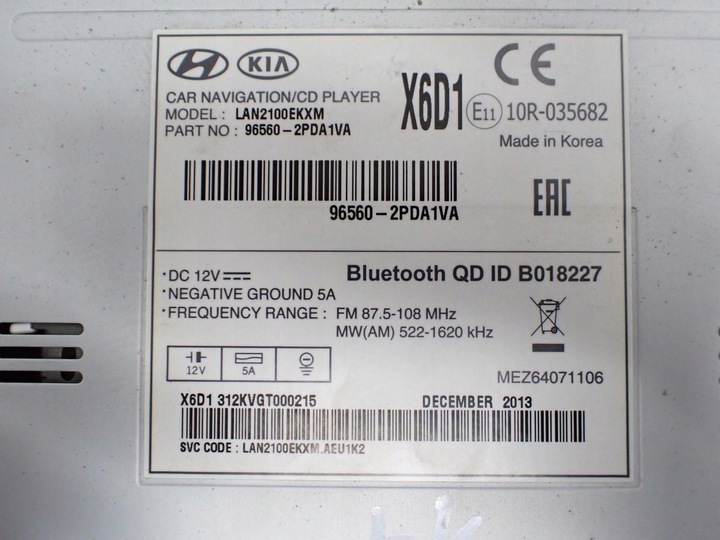 HYUNDAI KIA
CE
CAR NAVIGATION/CD PLAYER
MODEL : LAN2100EKXM
PART NO : 96560-2PDA1VA
X6D1
E11 10R-035682
Made in Korea
96560-2PDA1VA
EAC
•DC 12V
•NEGATIVE GROUND 5A
•FREQUENCY RANGE : FM 87.5-108 MHz
MW(AM) 522-1620 kHz
Bluetooth QD ID B018227
12V 5A
MEZ64071106
X6D1 312KVGT000215 DECEMBER 2013
SVC CODE : LAN2100EKXM.AEU1K2